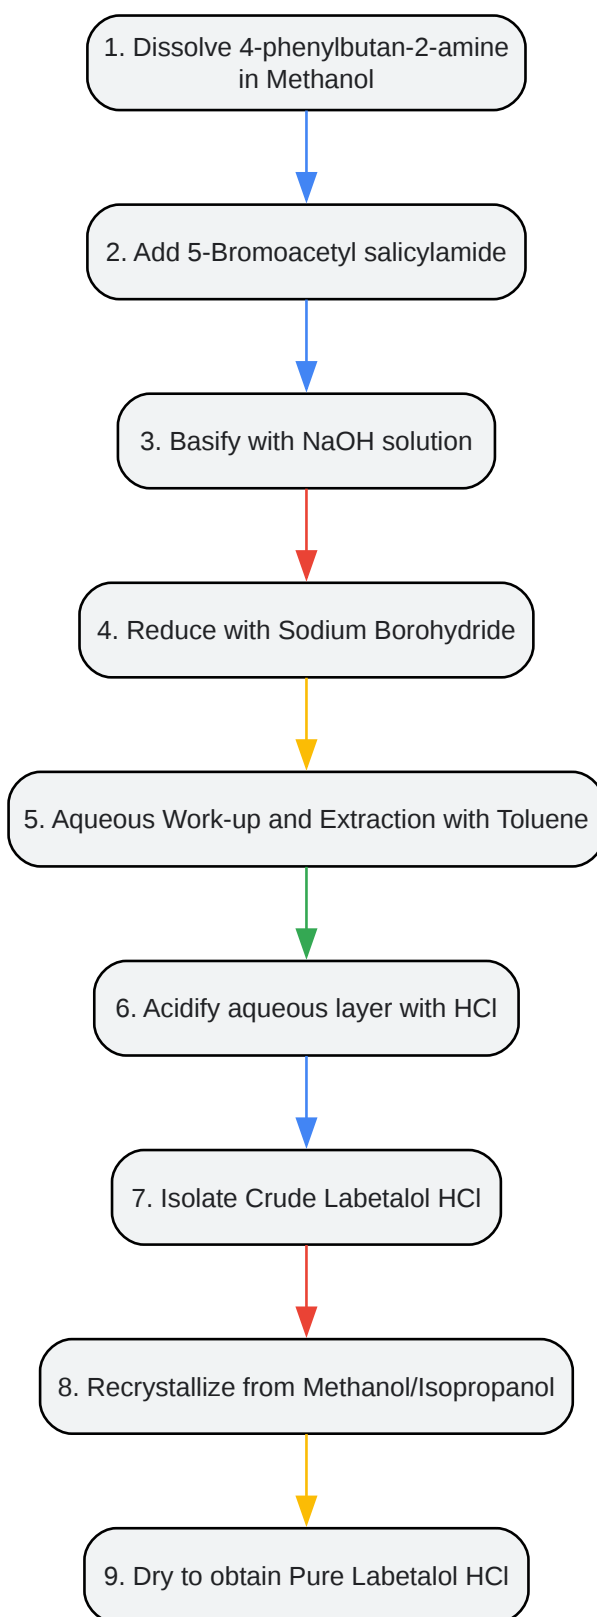 1. Dissolve 4-phenylbutan-2-amine
in Methanol
2. Add 5-Bromoacetyl salicylamide
3. Basify with NaOH solution
4. Reduce with Sodium Borohydride
5. Aqueous Work-up and Extraction with Toluene
6. Acidify aqueous layer with HCl
7. Isolate Crude Labetalol HCl
8. Recrystallize from Methanol/Isopropanol
9. Dry to obtain Pure Labetalol HCl